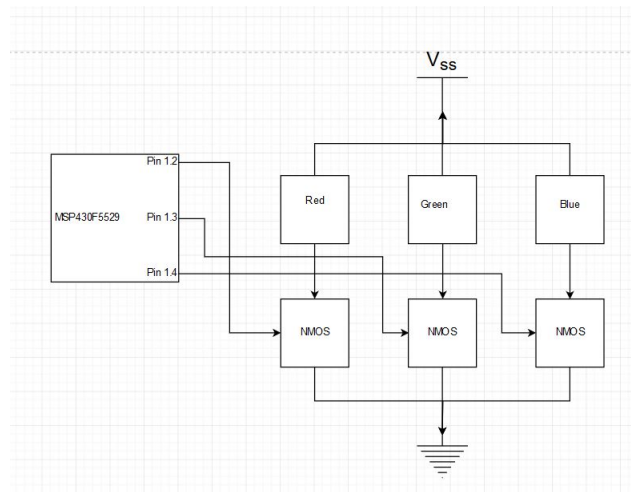 Vss
Pin 1.2
Red
Green
Blue
MSP430F5529
Pin 1.3
Pin 1.4
NMOS
NMOS
NMOS